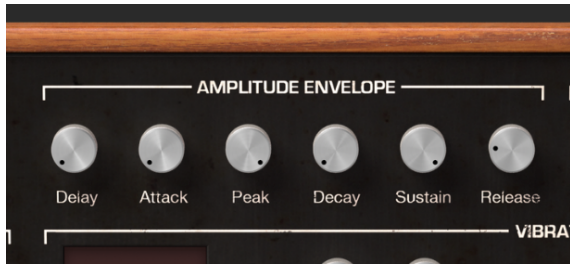 AMPLITUDE ENVELOPE
Delay Attack Peak Decay Sustain Release
VIBRA